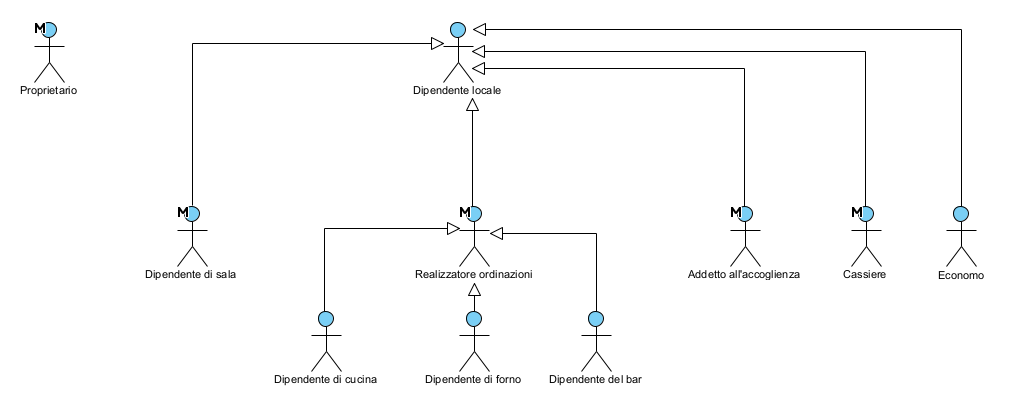 M
Proprietario
Dipendente locale
M
Dipendente di sala
M
Realizzatore ordinazioni
M
Addetto all'accoglienza
M
Cassiere
Economo
Dipendente di cucina
Dipendente di forno
Dipendente del bar